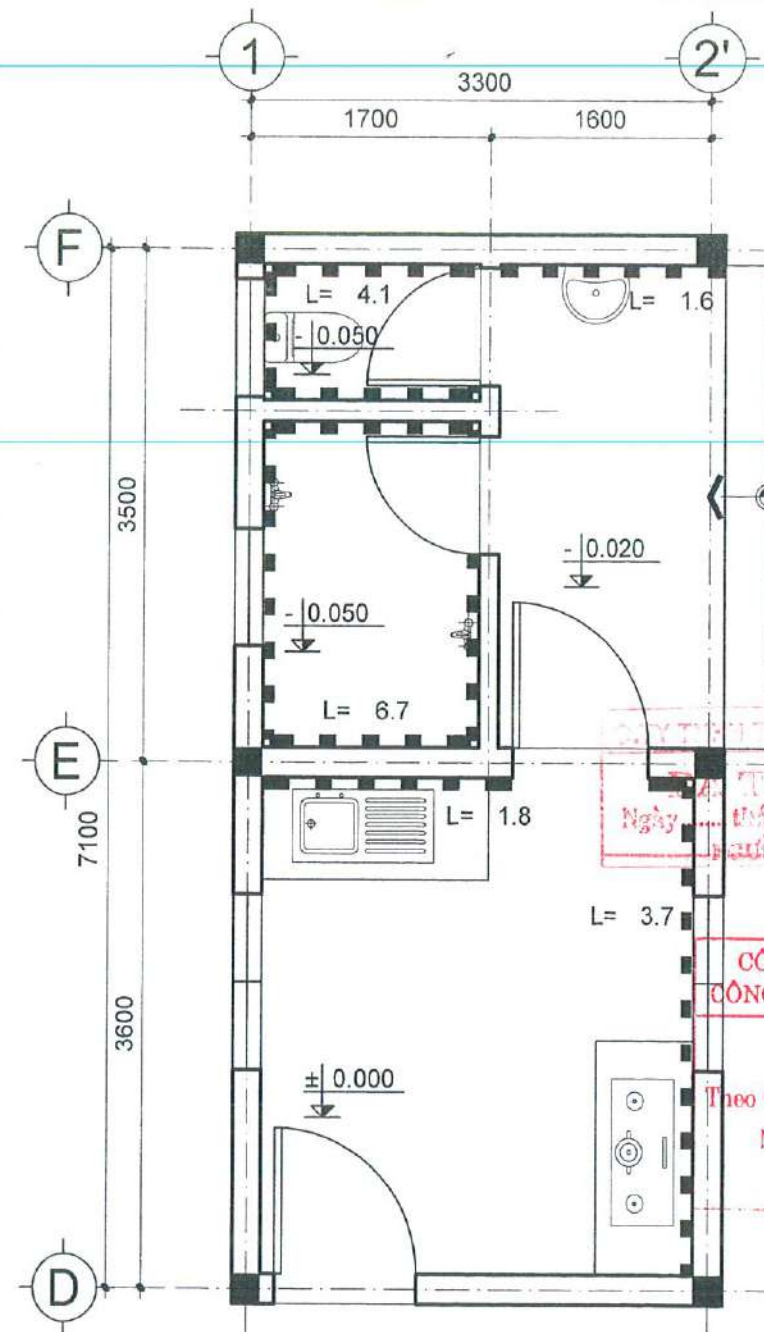 1
2'
3300
1700
1600
F
L= 4.1
L= 1.6
- 0.050
3500
- 0.020
- 0.050
L= 6.7
E
7100
L= 1.8
Ngày
L= 3.7
CÔNG
3600
± 0.000
Theo
D